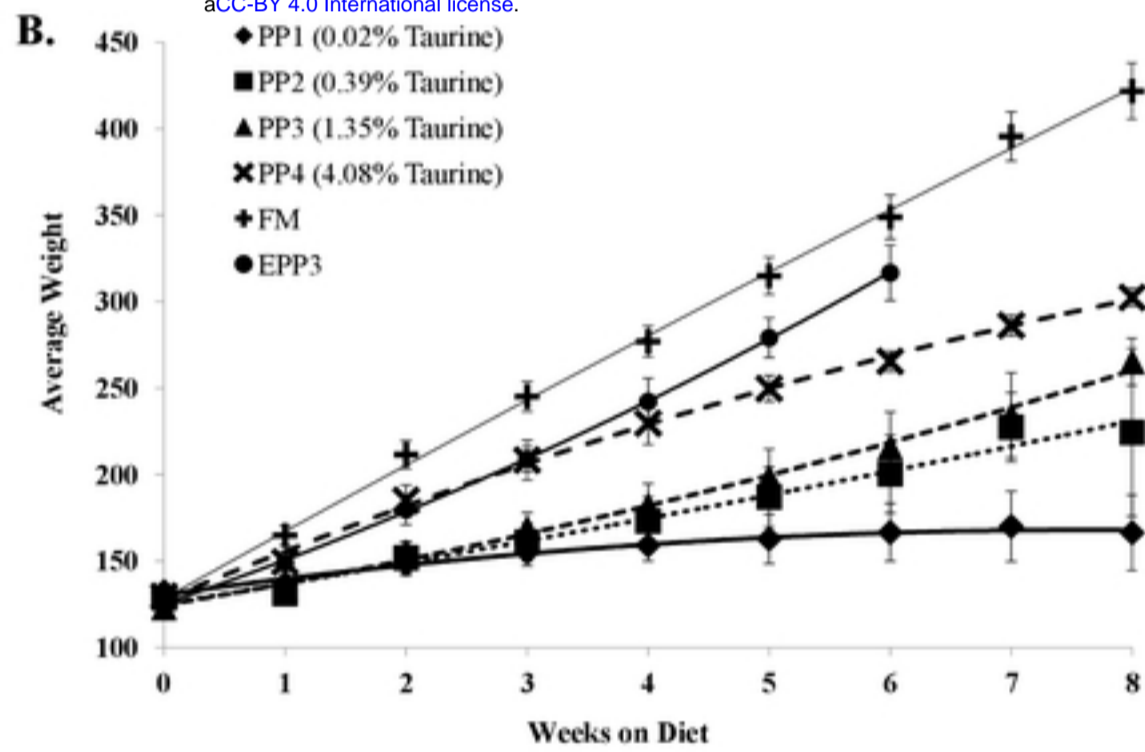 aCC-BY 4.0 International license.
B.
450
400
350
300
250
200
150
100
Average Weight
PP1 (0.02% Taurine)
PP2 (0.39% Taurine)
PP3 (1.35% Taurine)
PP4 (4.08% Taurine)
FM
EPP3
0 1 2 3 4 5 6 7 8
Weeks on Diet